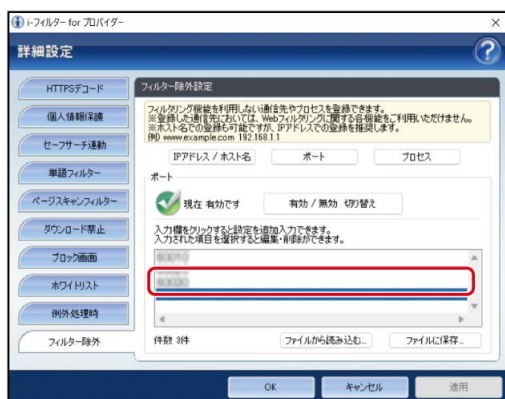 i-フィルター for プロバイダー
詳細設定
HTTPSデコード
個人情報保護
セーフサーチ連動
単語フィルター
ページスキャンフィルター
ダウンロード禁止
ブロック画面
ホワイトリスト
例外処理時
フィルター除外
フィルター除外設定
フィルタリング機能を利用しない通信先やプロセスを登録できます。
※登録した通信先においては、Webフィルタリングに関する各機能をご利用いただけません。
※ホスト名での登録も可能ですが、IPアドレスでの登録を推奨します。
例) www.example.com 192.168.1.1
IPアドレス / ホスト名 ポート プロセス
ポート
現在 有効です 有効 / 無効 切り替え
入力欄をクリックすると設定を追加入力できます。
入力された項目を選択すると編集・削除ができます。
件数 3件 ファイルから読み込む... ファイルに保存...
OK キャンセル 適用